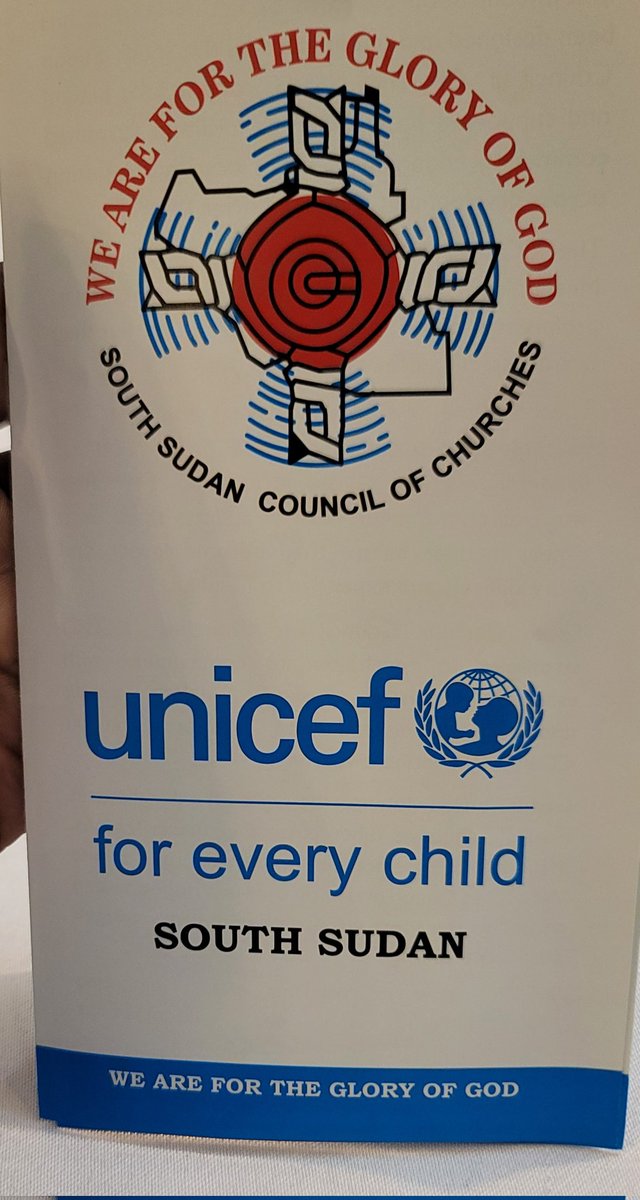 WE ARE FOR THE GLORY OF GOD
SOUTH SUDAN COUNCIL OF CHURCHES
unicef
for every child
SOUTH SUDAN
WE ARE FOR THE GLORY OF GOD